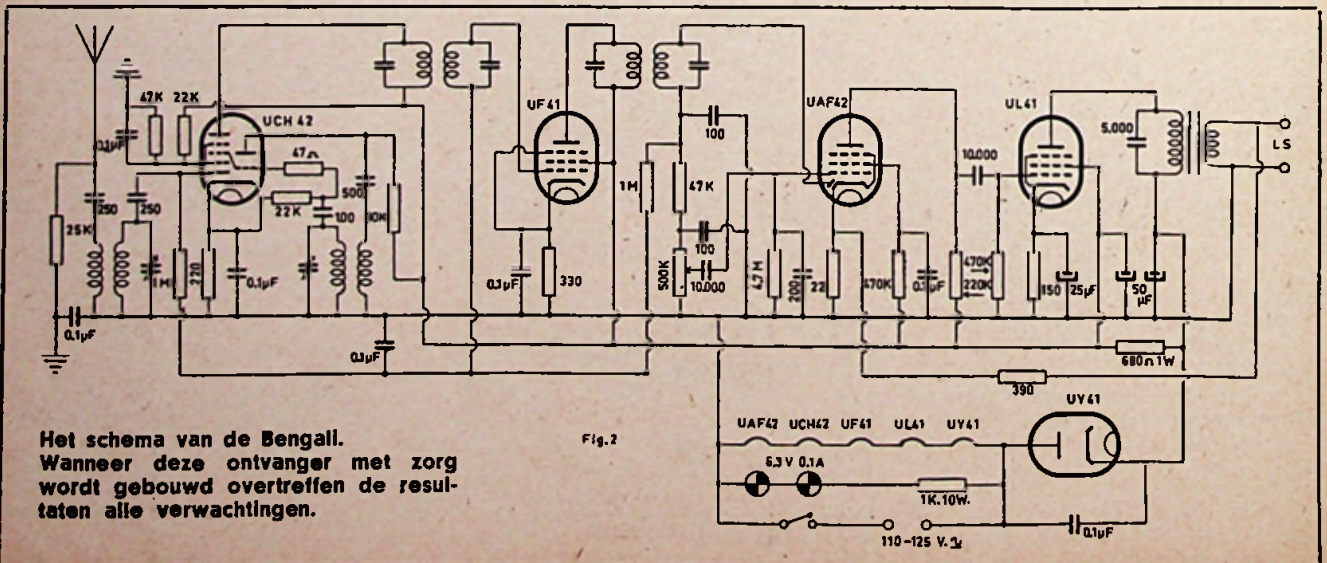 47K 22K
0.1µF
UCH 42
250
250
25K
47Ω
22K
500
100
10K
1M
220
0.1µF
0.1µF
0.1µF
UF41
0.1µF
330
1M
100
47K
100
500K
10.000
UAF42
4,7M
200
22
470K
0.1µF
10.000
470K
220K
UL41
150
25µF
50
µF
5.000
LS
680Ω 1W
390
UY41
UAF42 UCH42 UF41 UL41 UY41
6.3 V 0.1A
1K.10W.
110-125 V.
0.1µF
Fig.2
Het schema van de Bengali.
Wanneer deze ontvanger met zorg
wordt gebouwd overtreffen de resul-
taten alle verwachtingen.